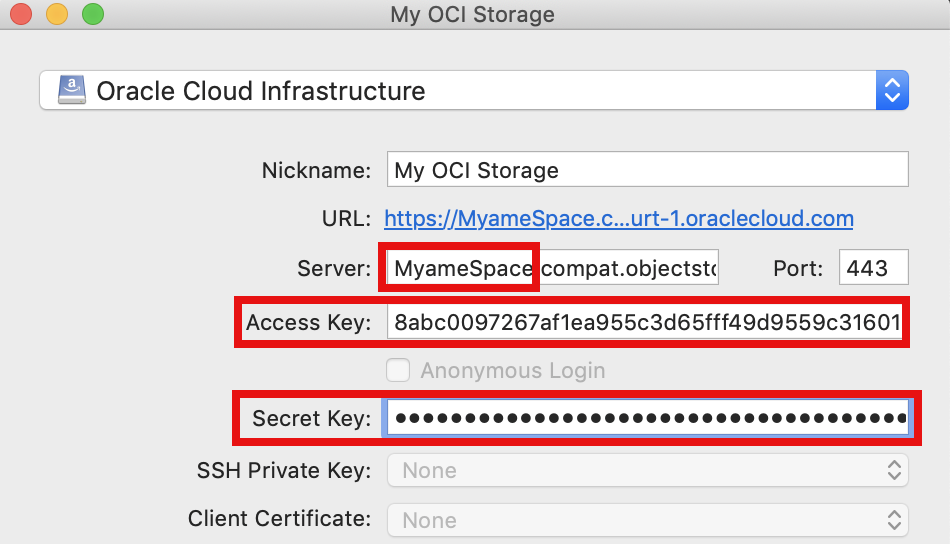 My OCI Storage
Oracle Cloud Infrastructure
Nickname: My OCI Storage
URL: https://MyameSpace.c...urt-1.oraclecloud.com
Server: MyameSpace.compat.objectsto Port: 443
Access Key: 8abc0097267af1ea955c3d65fff49d9559c31601
Anonymous Login
Secret Key: ••••••••••••••••••••••••••••••••••••••
SSH Private Key: None
Client Certificate: None